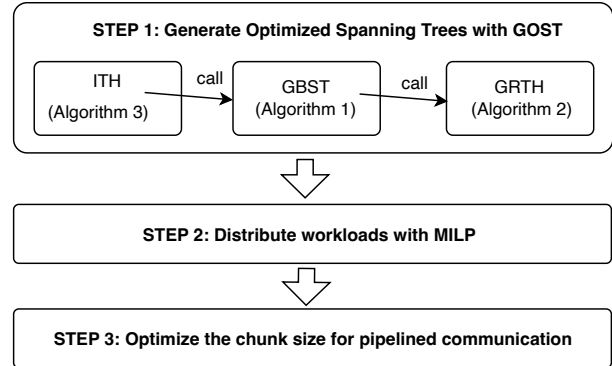 STEP 1: Generate Optimized Spanning Trees with GOST
ITH
(Algorithm 3)
call
GBST
(Algorithm 1)
call
GRTH
(Algorithm 2)
STEP 2: Distribute workloads with MILP
STEP 3: Optimize the chunk size for pipelined communication